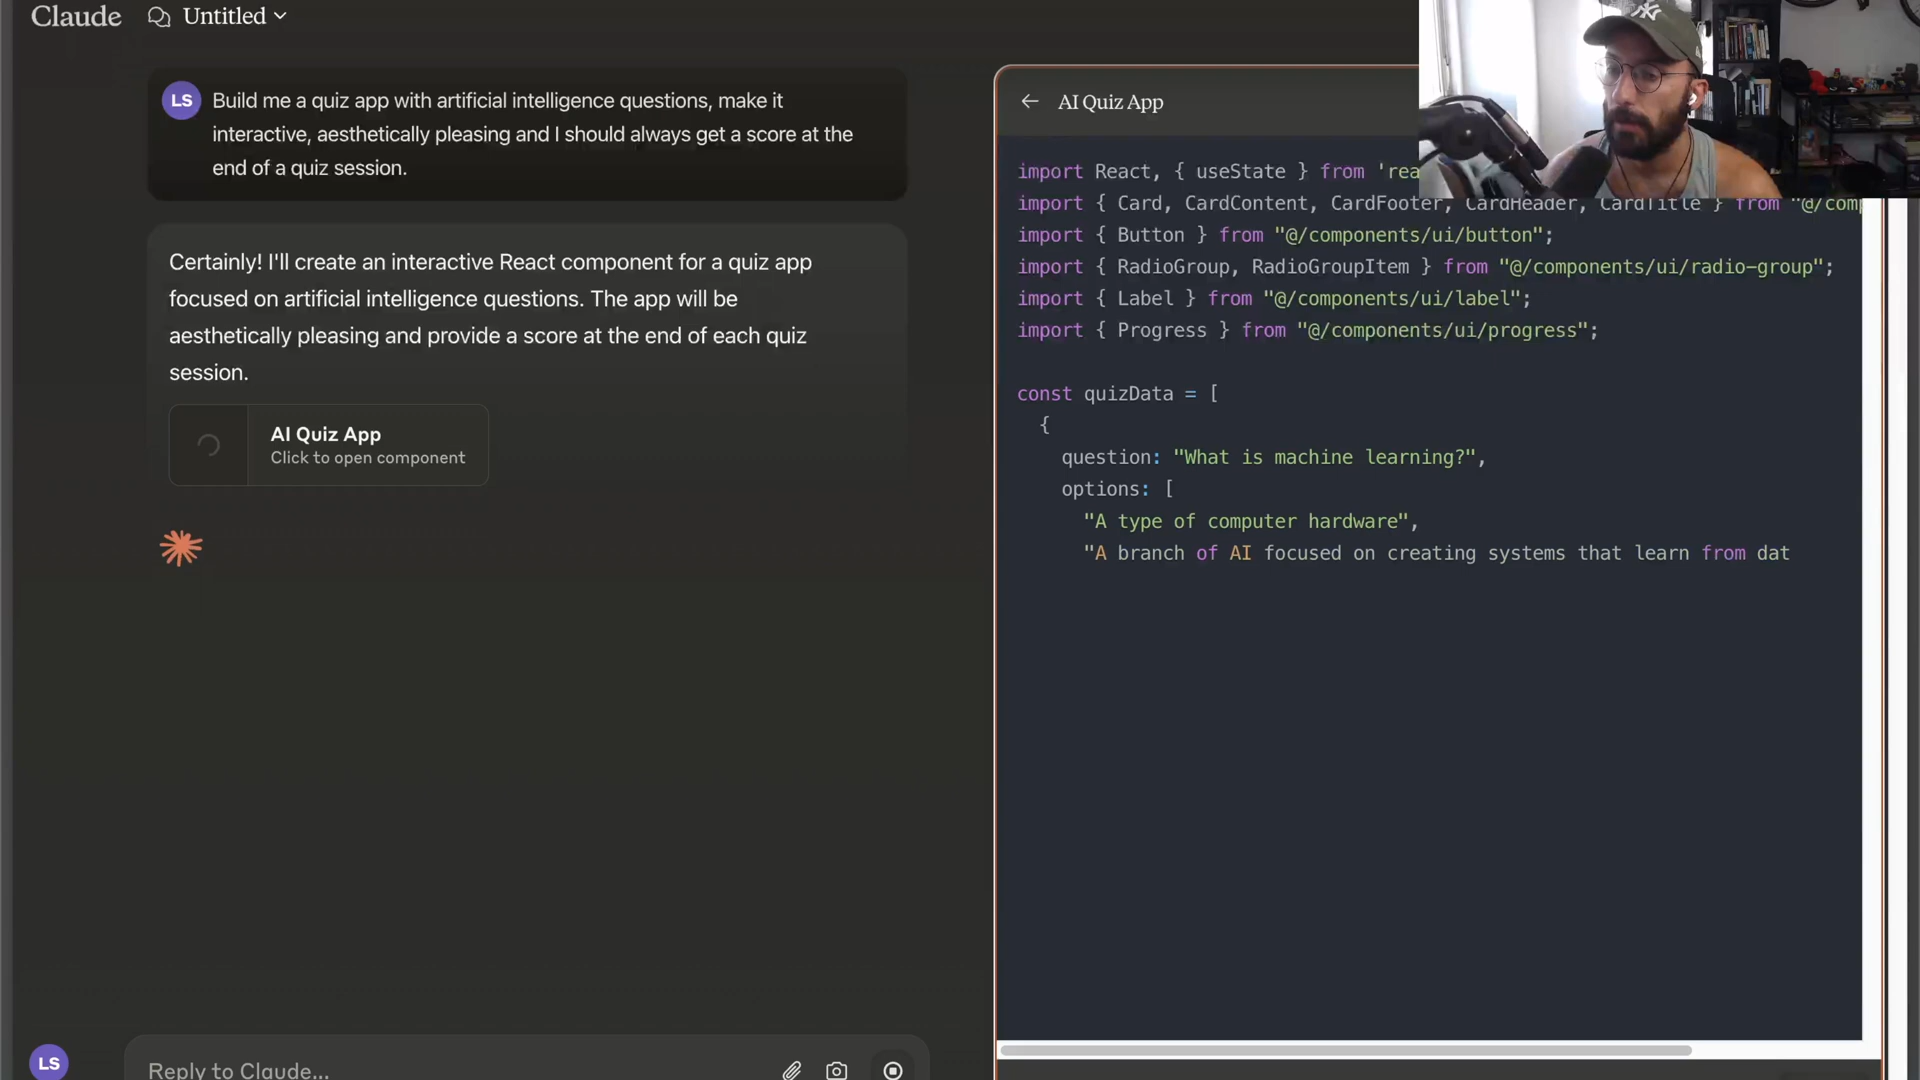 Claude
Untitled
LS
Build me a quiz app with artificial intelligence questions, make it
interactive, aesthetically pleasing and I should always get a score at the
end of a quiz session.
Certainly! I'll create an interactive React component for a quiz app
focused on artificial intelligence questions. The app will be
aesthetically pleasing and provide a score at the end of each quiz
session.
AI Quiz App
Click to open component
LS
Reply to Claude...
AI Quiz App
import React, { useState } from 'rea
import { Card, CardContent, CardFooter, CardHeader, CardTitle } from "@/comp
import { Button } from "@/components/ui/button";
import { RadioGroup, RadioGroupItem } from "@/components/ui/radio-group";
import { Label } from "@/components/ui/label";
import { Progress } from "@/components/ui/progress";
const quizData = [
{
question: "What is machine learning?",
options: [
"A type of computer hardware",
"A branch of AI focused on creating systems that learn from dat